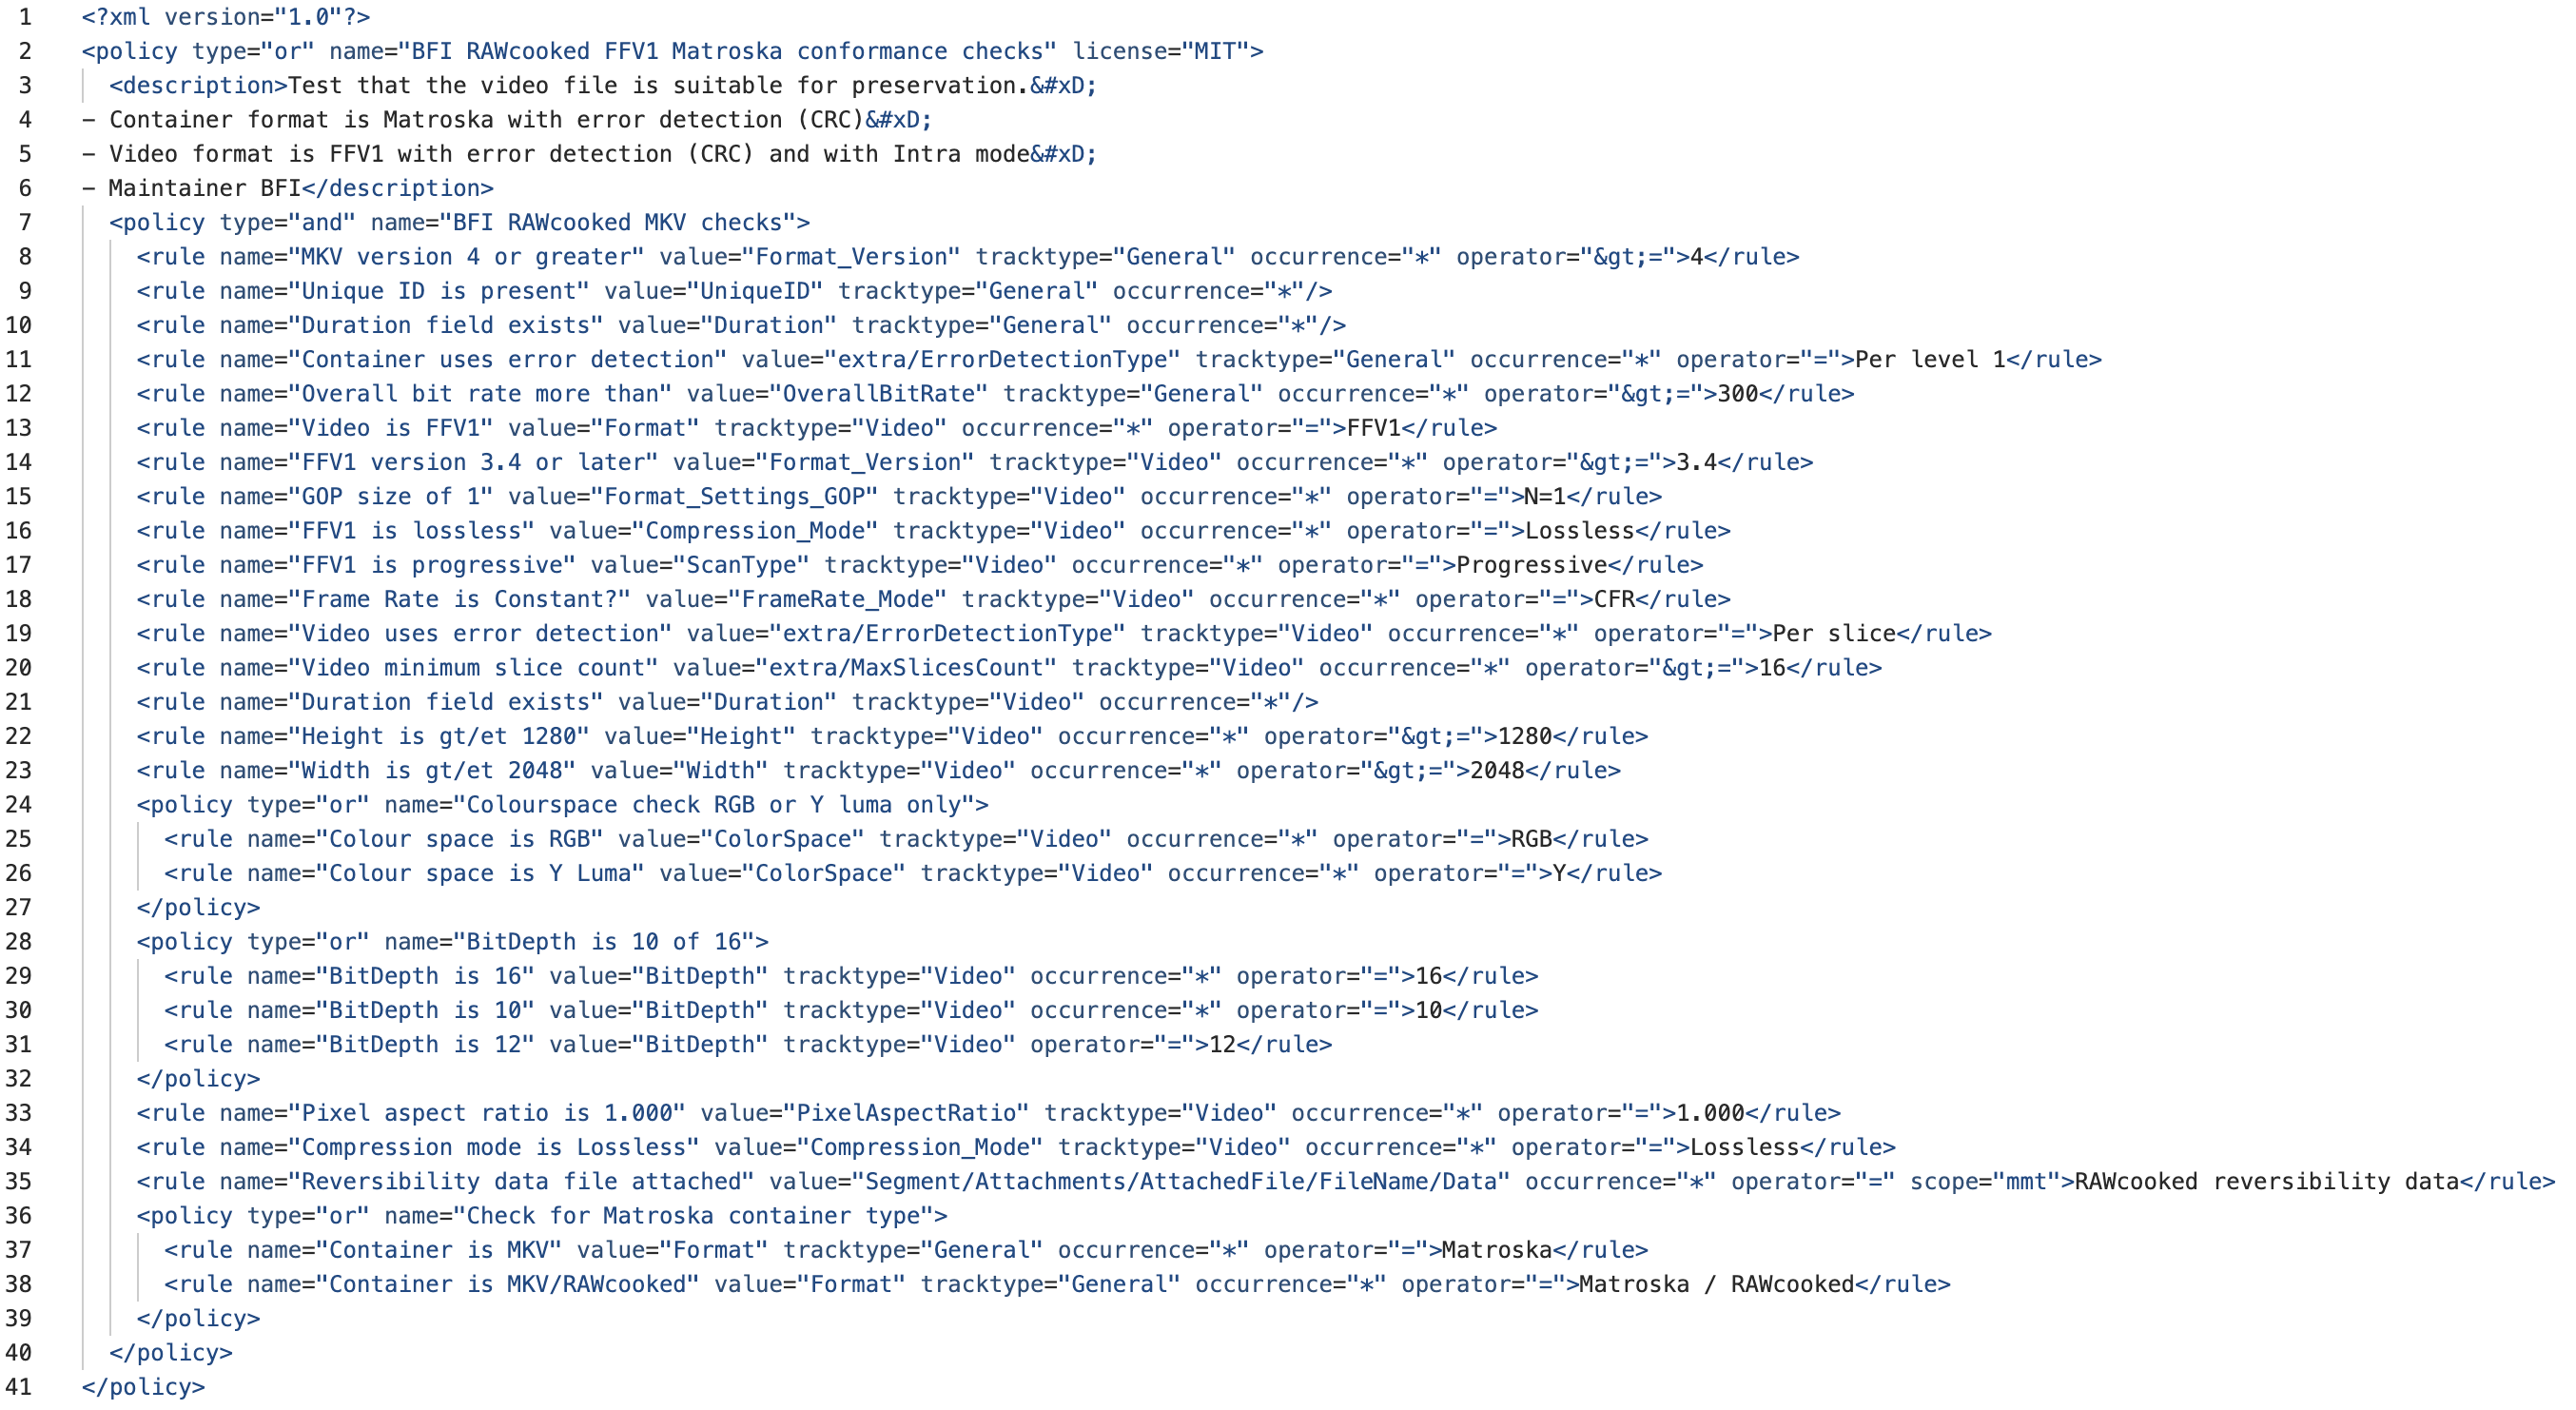 1 <?xml version="1.0"?>
2 <policy type="or" name="BFI RAWcooked FFV1 Matroska conformance checks" license="MIT">
3 <description>Test that the video file is suitable for preservation.&#xD;
4 - Container format is Matroska with error detection (CRC)&#xD;
5 - Video format is FFV1 with error detection (CRC) and with Intra mode&#xD;
6 - Maintainer BFI</description>
7 <policy type="and" name="BFI RAWcooked MKV checks">
8 <rule name="MKV version 4 or greater" value="Format_Version" tracktype="General" occurrence="*" operator="&gt;=">4</rule>
9 <rule name="Unique ID is present" value="UniqueID" tracktype="General" occurrence="*"/>
10 <rule name="Duration field exists" value="Duration" tracktype="General" occurrence="*"/>
11 <rule name="Container uses error detection" value="extra/ErrorDetectionType" tracktype="General" occurrence="*" operator="=">Per level 1</rule>
12 <rule name="Overall bit rate more than" value="OverallBitRate" tracktype="General" occurrence="*" operator="&gt;=">300</rule>
13 <rule name="Video is FFV1" value="Format" tracktype="Video" occurrence="*" operator="=">FFV1</rule>
14 <rule name="FFV1 version 3.4 or later" value="Format_Version" tracktype="Video" occurrence="*" operator="&gt;=">3.4</rule>
15 <rule name="GOP size of 1" value="Format_Settings_GOP" tracktype="Video" occurrence="*" operator="=">N=1</rule>
16 <rule name="FFV1 is lossless" value="Compression_Mode" tracktype="Video" occurrence="*" operator="=">Lossless</rule>
17 <rule name="FFV1 is progressive" value="ScanType" tracktype="Video" occurrence="*" operator="=">Progressive</rule>
18 <rule name="Frame Rate is Constant?" value="FrameRate_Mode" tracktype="Video" occurrence="*" operator="=">CFR</rule>
19 <rule name="Video uses error detection" value="extra/ErrorDetectionType" tracktype="Video" occurrence="*" operator="=">Per slice</rule>
20 <rule name="Video minimum slice count" value="extra/MaxSlicesCount" tracktype="Video" occurrence="*" operator="&gt;=">16</rule>
21 <rule name="Duration field exists" value="Duration" tracktype="Video" occurrence="*"/>
22 <rule name="Height is gt/et 1280" value="Height" tracktype="Video" occurrence="*" operator="&gt;=">1280</rule>
23 <rule name="Width is gt/et 2048" value="Width" tracktype="Video" occurrence="*" operator="&gt;=">2048</rule>
24 <policy type="or" name="Colourspace check RGB or Y luma only">
25 <rule name="Colour space is RGB" value="ColorSpace" tracktype="Video" occurrence="*" operator="=">RGB</rule>
26 <rule name="Colour space is Y Luma" value="ColorSpace" tracktype="Video" occurrence="*" operator="=">Y</rule>
27 </policy>
28 <policy type="or" name="BitDepth is 10 of 16">
29 <rule name="BitDepth is 16" value="BitDepth" tracktype="Video" occurrence="*" operator="=">16</rule>
30 <rule name="BitDepth is 10" value="BitDepth" tracktype="Video" occurrence="*" operator="=">10</rule>
31 <rule name="BitDepth is 12" value="BitDepth" tracktype="Video" operator="=">12</rule>
32 </policy>
33 <rule name="Pixel aspect ratio is 1.000" value="PixelAspectRatio" tracktype="Video" occurrence="*" operator="=">1.000</rule>
34 <rule name="Compression mode is Lossless" value="Compression_Mode" tracktype="Video" occurrence="*" operator="=">Lossless</rule>
35 <rule name="Reversibility data file attached" value="Segment/Attachments/AttachedFile/FileName/Data" occurrence="*" operator="=" scope="mmt">RAWcooked reversibility data</rule>
36 <policy type="or" name="Check for Matroska container type">
37 <rule name="Container is MKV" value="Format" tracktype="General" occurrence="*" operator="=">Matroska</rule>
38 <rule name="Container is MKV/RAWcooked" value="Format" tracktype="General" occurrence="*" operator="=">Matroska / RAWcooked</rule>
39 </policy>
40 </policy>
41 </policy>